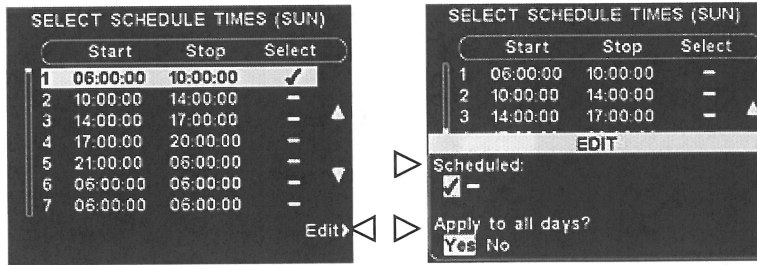 SELECT SCHEDULE TIMES (SUN)
Start Stop Select
1 06:00:00 10:00:00 ✓
2 10:00:00 14:00:00 –
3 14:00:00 17:00:00 –
4 17:00:00 20:00:00 –
5 21:00:00 06:00:00 –
6 06:00:00 06:00:00 –
7 06:00:00 06:00:00 –
Edit
SELECT SCHEDULE TIMES (SUN)
Start Stop Select
1 06:00:00 10:00:00 –
2 10:00:00 14:00:00 –
3 14:00:00 17:00:00 –
EDIT
Scheduled:
✓ –
Apply to all days?
Yes No